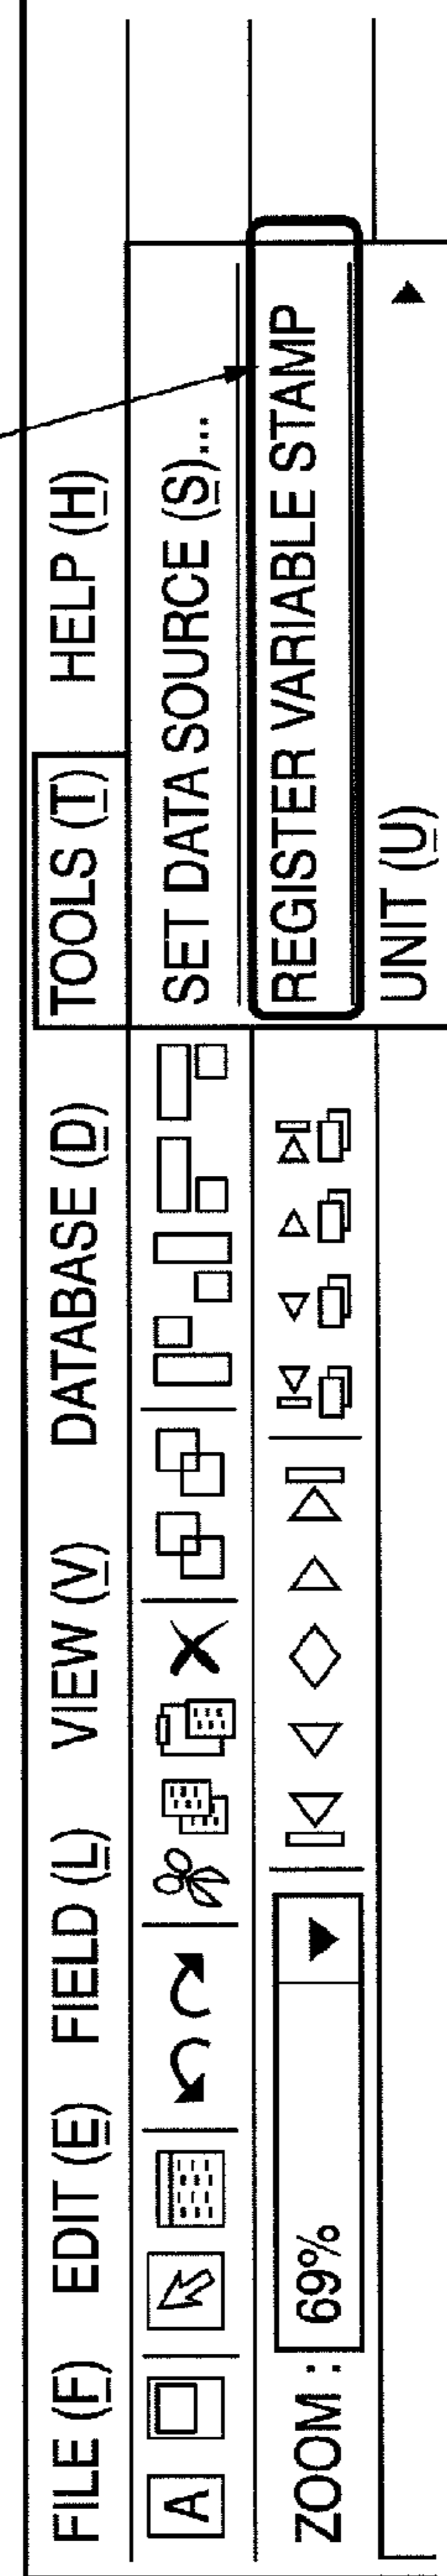 FILE (F) EDIT (E) FIELD (L) VIEW (V) DATABASE (D) TOOLS (T) HELP (H)
A
SET DATA SOURCE (S)...
ZOOM : 69%
REGISTER VARIABLE STAMP
UNIT (U)